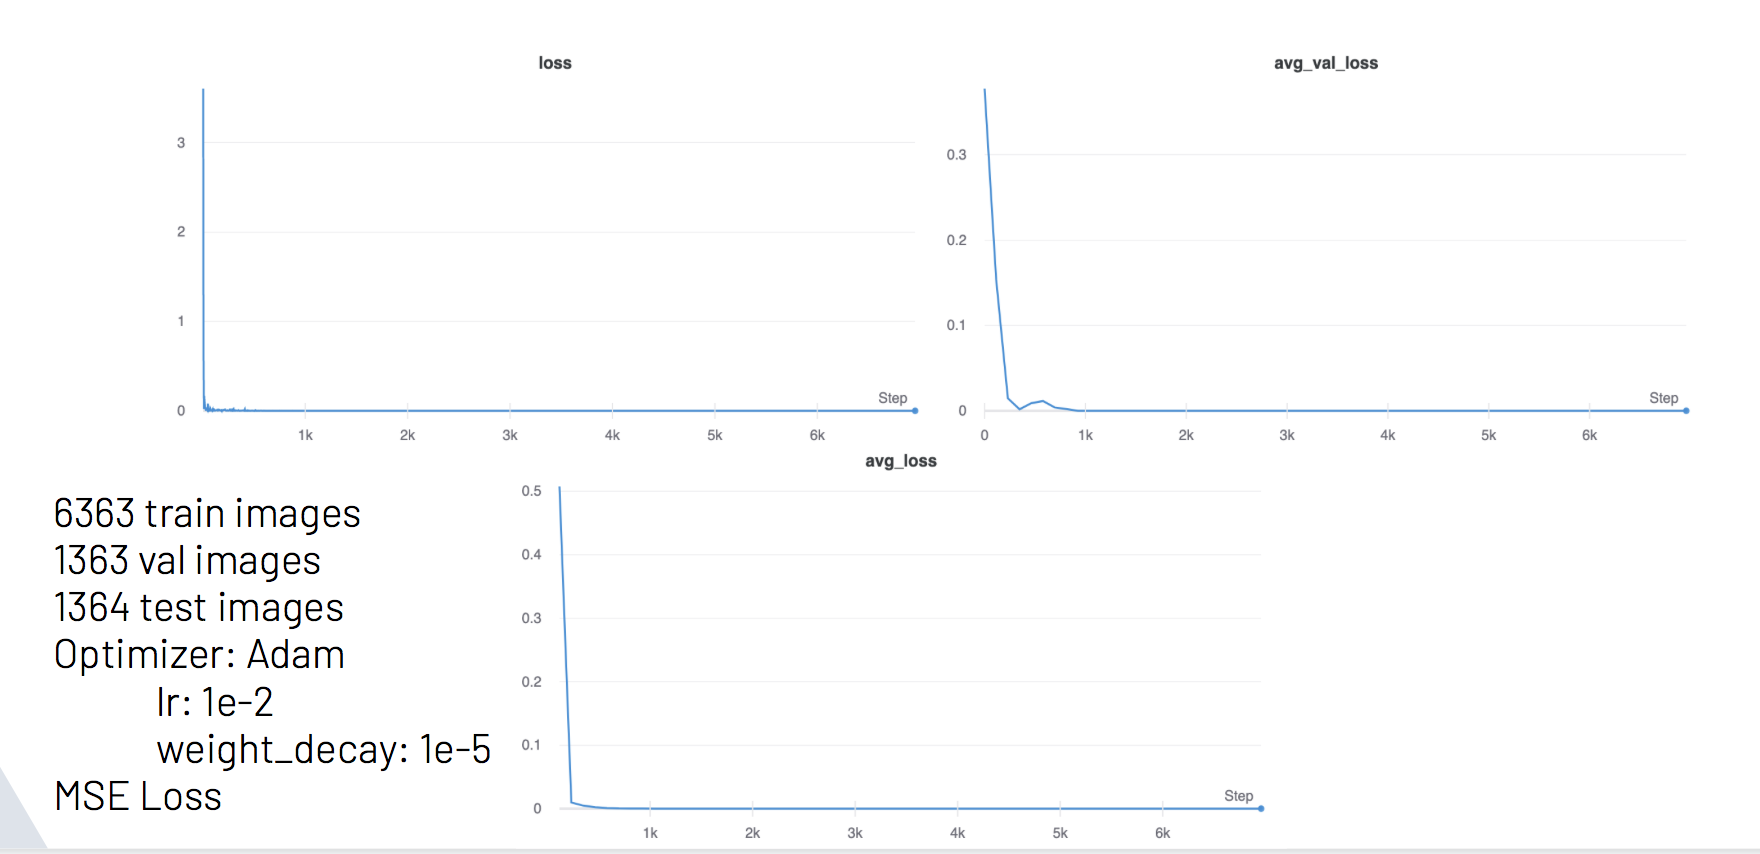 loss
3
2
1
0
Step
1k 2k 3k 4k 5k 6k
avg_val_loss
0.3
0.2
0.1
0
Step
0 1k 2k 3k 4k 5k 6k
avg_loss
0.5
0.4
0.3
0.2
0.1
0
Step
1k 2k 3k 4k 5k 6k
6363 train images
1363 val images
1364 test images
Optimizer: Adam
lr: 1e-2
weight_decay: 1e-5
MSE Loss